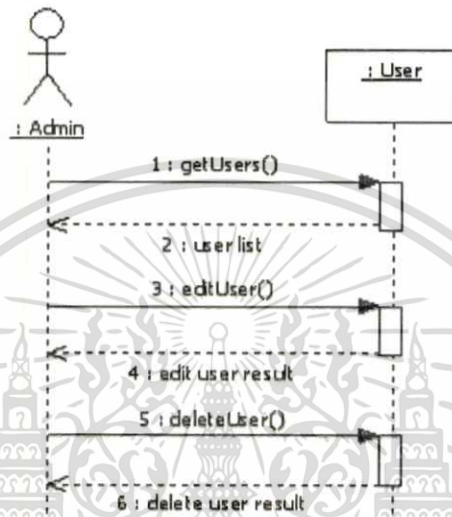 : User
: Admin
1 : getUsers()
2 : user list
3 : editUser()
4 : edit user result
5 : deleteUser()
6 : delete user result